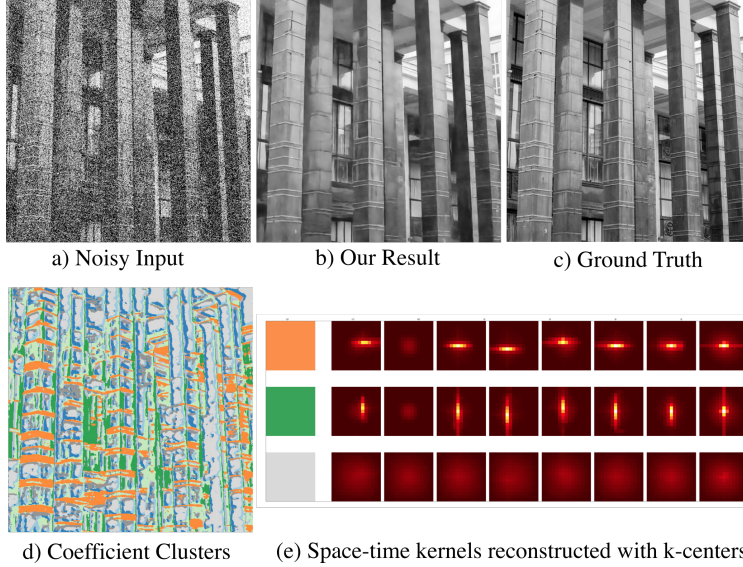 a) Noisy Input
b) Our Result
c) Ground Truth
d) Coefficient Clusters
(e) Space-time kernels reconstructed with k-centers